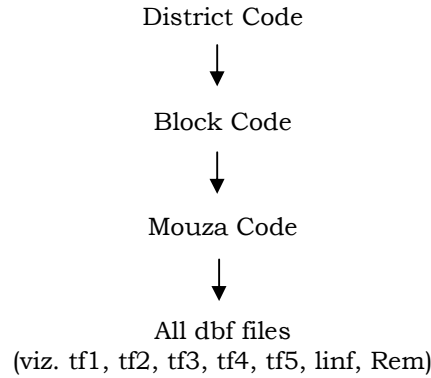 District Code
Block Code
Mouza Code
All dbf files
(viz. tf1, tf2, tf3, tf4, tf5, linf, Rem)